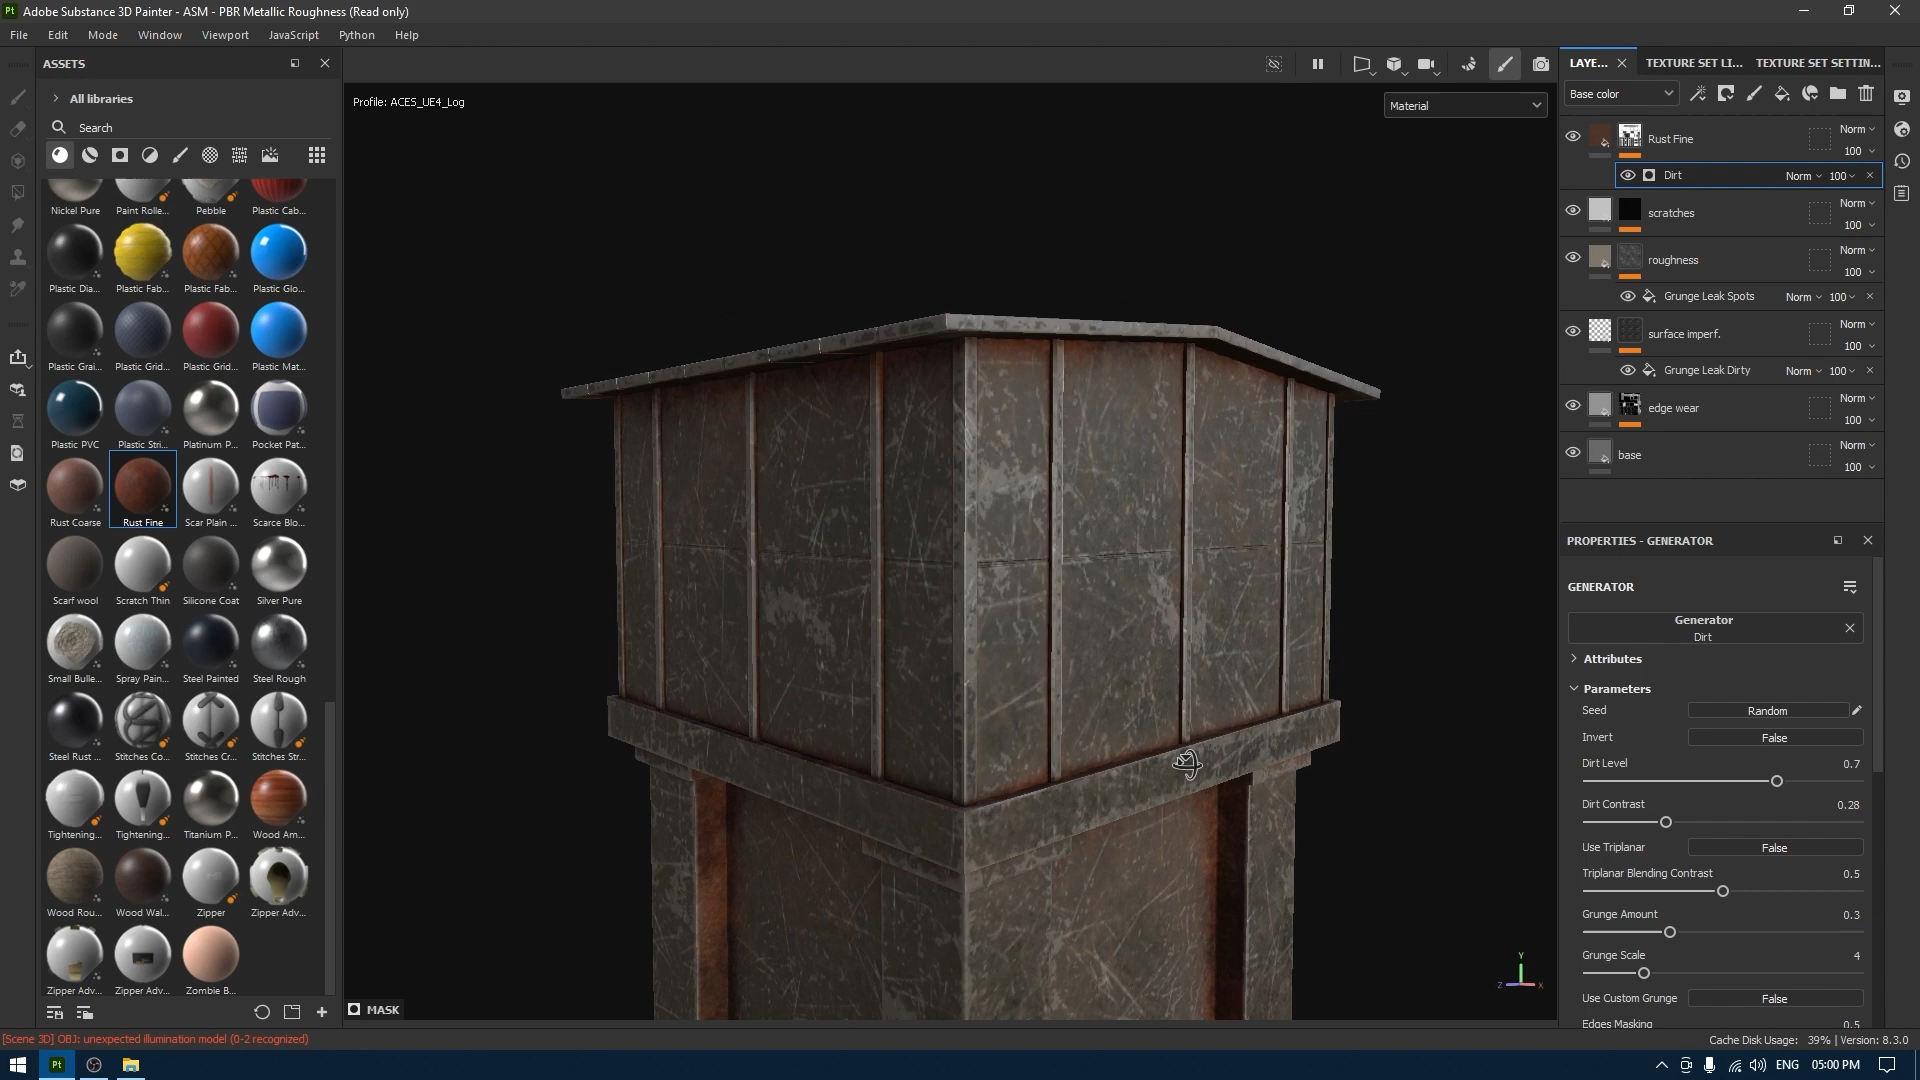 Pt Adobe Substance 3D Painter - ASM - PBR Metallic Roughness (Read only)
File Edit Mode Window Viewport JavaScript Python Help
ASSETS
All libraries
Search
Nickel Pure Paint Rolle... Pebble Plastic Cab...
Plastic Dia... Plastic Fab... Plastic Fab... Plastic Glo...
Plastic Grai... Plastic Grid... Plastic Grid... Plastic Mat...
Plastic PVC Plastic Stri... Platinum P... Pocket Pat...
Rust Coarse Rust Fine Scar Plain ... Scarce Blo...
Scarf wool Scratch Thin Silicone Coat Silver Pure
Small Bulle... Spray Pain... Steel Painted Steel Rough
Steel Rust ... Stitches Co... Stitches Cr... Stitches Str...
Tightening... Tightening... Titanium P... Wood Am...
Wood Rou... Wood Wal... Zipper Zipper Adv...
Zipper Adv... Zipper Adv... Zombie B...
Profile: ACES_UE4_Log
Material
Y
Z X
MASK
LAYE... TEXTURE SET LI... TEXTURE SET SETTIN...
Base color
Rust Fine Norm
100
Dirt Norm 100
scratches Norm
100
roughness Norm
100
Grunge Leak Spots Norm 100
surface imperf. Norm
100
Grunge Leak Dirty Norm 100
edge wear Norm
100
base Norm
100
PROPERTIES - GENERATOR
GENERATOR
Generator
Dirt
Attributes
Parameters
Seed Random
Invert False
Dirt Level 0.7
Dirt Contrast 0.28
Use Triplanar False
Triplanar Blending Contrast 0.5
Grunge Amount 0.3
Grunge Scale 4
Use Custom Grunge False
Edges Masking 0.5
[Scene 3D] OBJ: unexpected illumination model (0-2 recognized)
Cache Disk Usage: 39% | Version: 8.3.0
Pt
ENG 05:00 PM